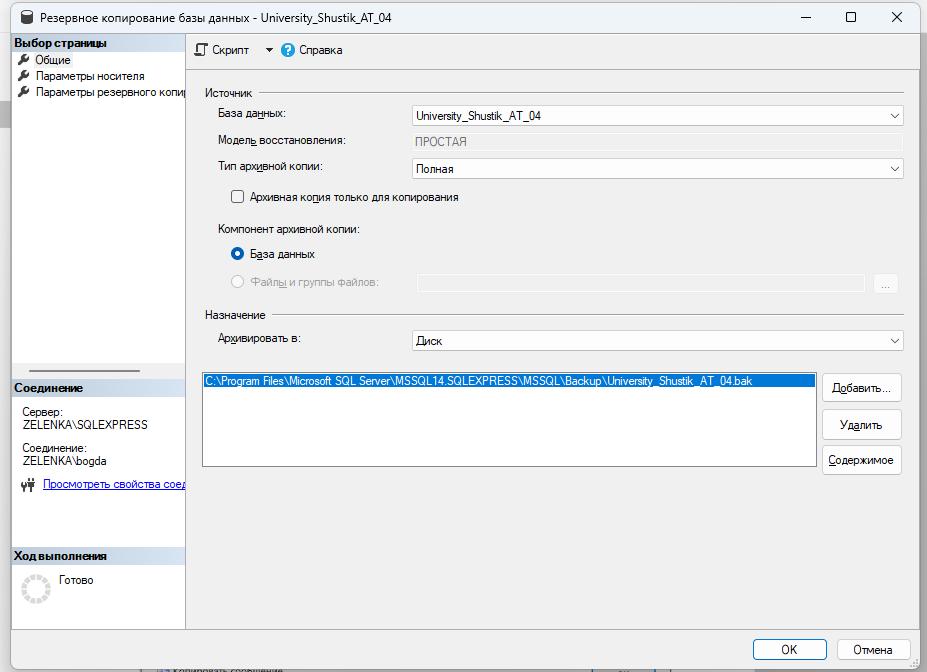 Резервное копирование базы данных - University_Shustik_AT_04
Выбор страницы
Общие
Параметры носителя
Параметры резервного копи
Скрипт
Справка
Источник
База данных:
University_Shustik_AT_04
Модель восстановления:
ПРОСТАЯ
Тип архивной копии:
Полная
Архивная копия только для копирования
Компонент архивной копии:
База данных
Файлы и группы файлов:
...
Назначение
Архивировать в:
Диск
C:\Program Files\Microsoft SQL Server\MSSQL14.SQLEXPRESS\MSSQL\Backup\University_Shustik_AT_04.bak
Добавить...
Удалить
Содержимое
Соединение
Сервер:
ZELENKA\SQLEXPRESS
Соединение:
ZELENKA\bogda
Просмотреть свойства соед
Ход выполнения
Готово
OK
Отмена